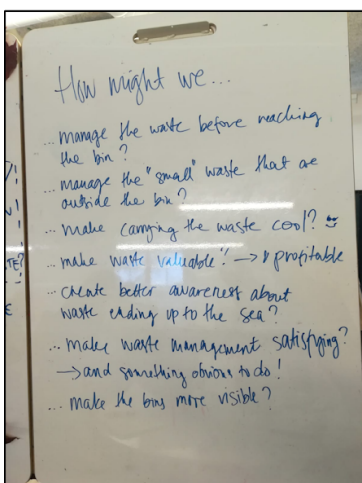 How might we...
... manage the waste before reaching
the bin?
... manage the "small" waste that are
outside the bin?
... make carrying the waste cool?
... make waste valuable? → profitable
... create better awareness about
waste ending up to the sea?
... make waste management satisfying?
→ and something obvious to do!
... make the bins more visible?